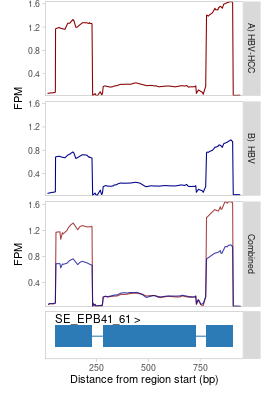 1.6
1.2
0.8
0.4
A) HBV-HCC
FPM
1.6
1.2
0.8
0.4
B) HBV
1.6
1.2
0.8
0.4
Combined
FPM
SE_EPB41_61 >
250
500
750
Distance from region start (bp)